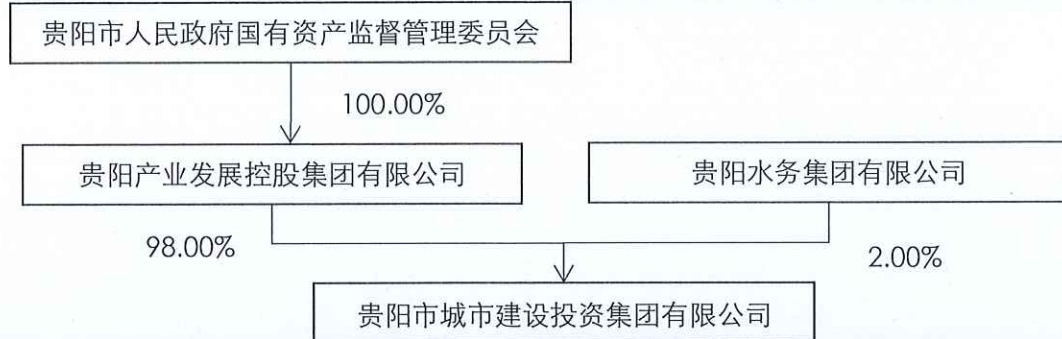 贵阳市人民政府国有资产监督管理委员会
100.00%
贵阳产业发展控股集团有限公司
贵阳水务集团有限公司
98.00%
2.00%
贵阳市城市建设投资集团有限公司